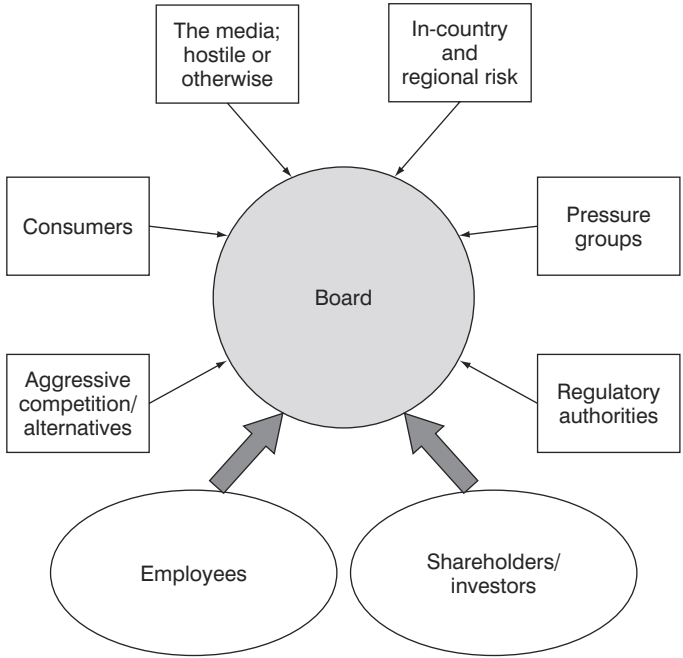 The media;
hostile or
otherwise
In-country
and
regional risk
Consumers
Pressure
groups
Board
Aggressive
competition/
alternatives
Regulatory
authorities
Employees
Shareholders/
investors